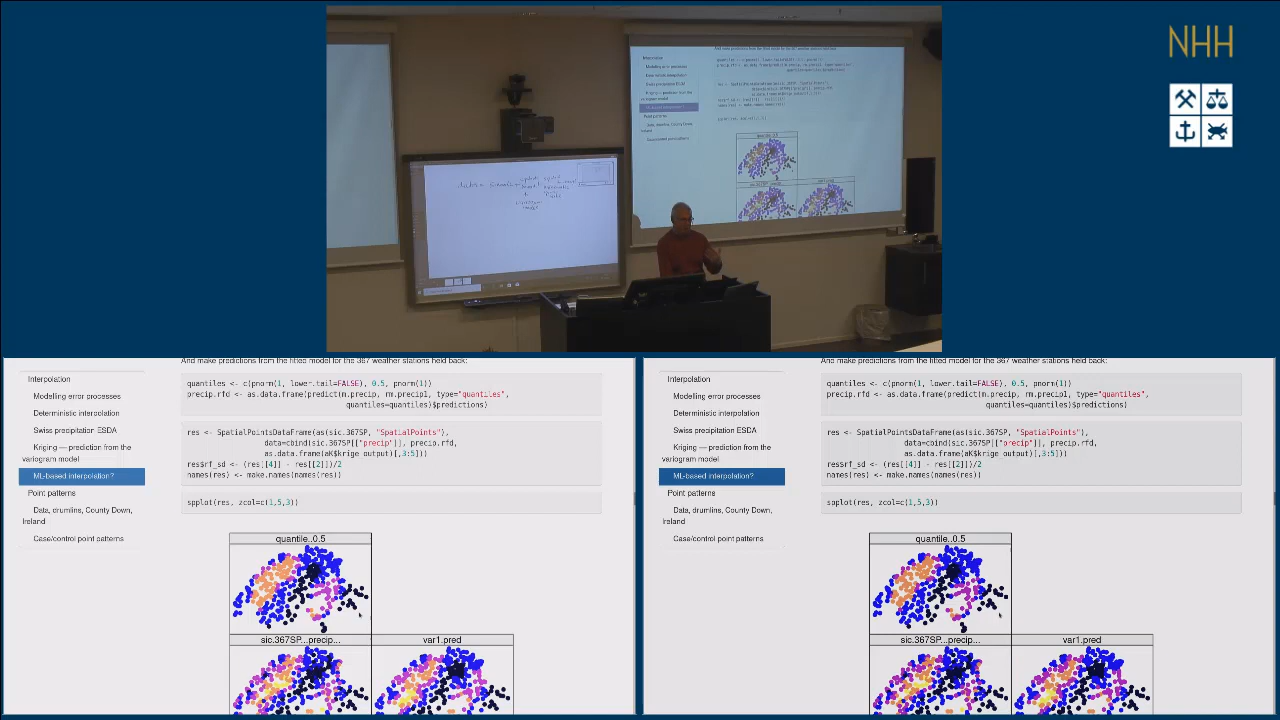 NHH
And make predictions from the fitted model for the 367 weather stations held back:
Interpolation
Modelling error processes
Deterministic interpolation
Swiss precipitation ESDA
Kriging — prediction from the
variogram model
ML-based interpolation?
Point patterns
Data, drumlins, County Down,
Ireland
Case/control point patterns
quantiles <- c(pnorm(1, lower.tail=FALSE), 0.5, pnorm(1))
precip.rfd <- as.data.frame(predict(m.precip, rm.precip1, type="quantiles",
quantiles=quantiles)$predictions)
res <- SpatialPointsDataFrame(as(sic.367SP, "SpatialPoints"),
data=cbind(sic.367SP[["precip"]], precip.rfd,
as.data.frame(aK$krige_output)[,3:5]))
res$rf_sd <- (res[[4]] - res[[2]])/2
names(res) <- make.names(names(res))
spplot(res, zcol=c(1,5,3))
quantile..0.5
sic.367SP...precip...
var1.pred
And make predictions from the fitted model for the 367 weather stations held back:
Interpolation
Modelling error processes
Deterministic interpolation
Swiss precipitation ESDA
Kriging — prediction from the
variogram model
ML-based interpolation?
Point patterns
Data, drumlins, County Down,
Ireland
Case/control point patterns
quantiles <- c(pnorm(1, lower.tail=FALSE), 0.5, pnorm(1))
precip.rfd <- as.data.frame(predict(m.precip, rm.precip1, type="quantiles",
quantiles=quantiles)$predictions)
res <- SpatialPointsDataFrame(as(sic.367SP, "SpatialPoints"),
data=cbind(sic.367SP[["precip"]], precip.rfd,
as.data.frame(aK$krige_output)[,3:5]))
res$rf_sd <- (res[[4]] - res[[2]])/2
names(res) <- make.names(names(res))
spplot(res, zcol=c(1,5,3))
quantile..0.5
sic.367SP...precip...
var1.pred